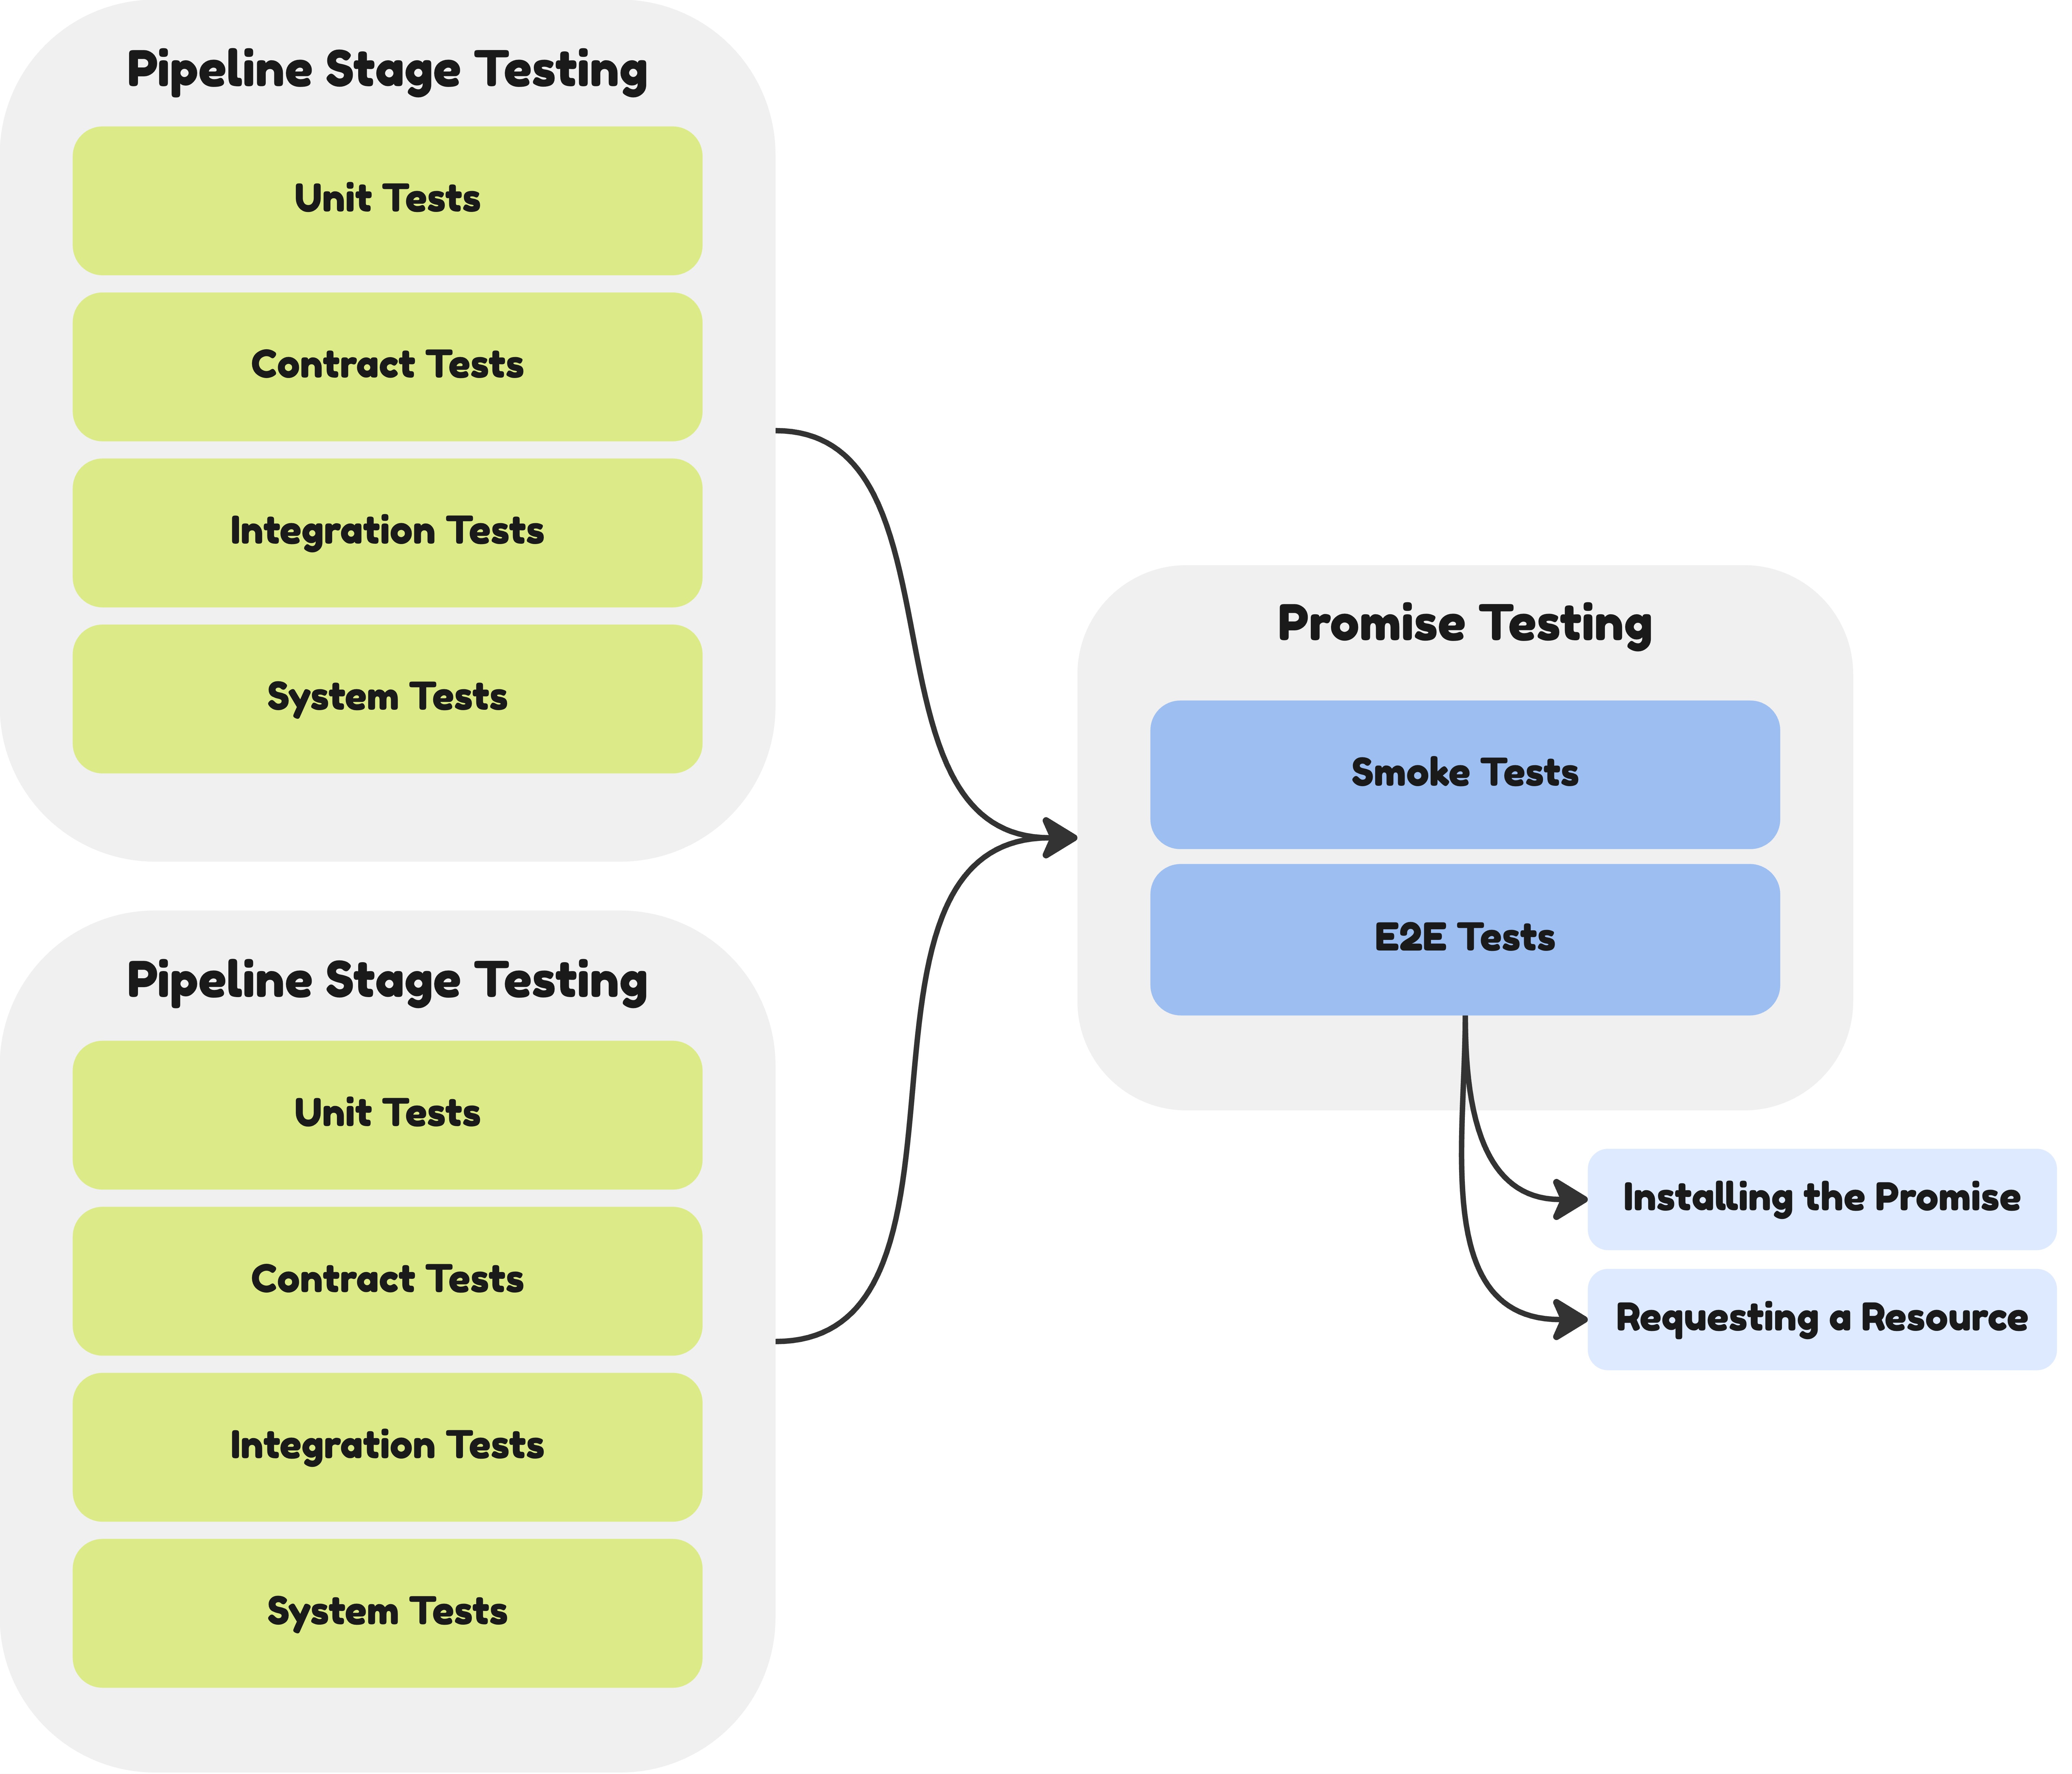 Pipeline Stage Testing
Unit Tests
Contract Tests
Integration Tests
System Tests
Pipeline Stage Testing
Unit Tests
Contract Tests
Integration Tests
System Tests
Promise Testing
Smoke Tests
E2E Tests
Installing the Promise
Requesting a Resource